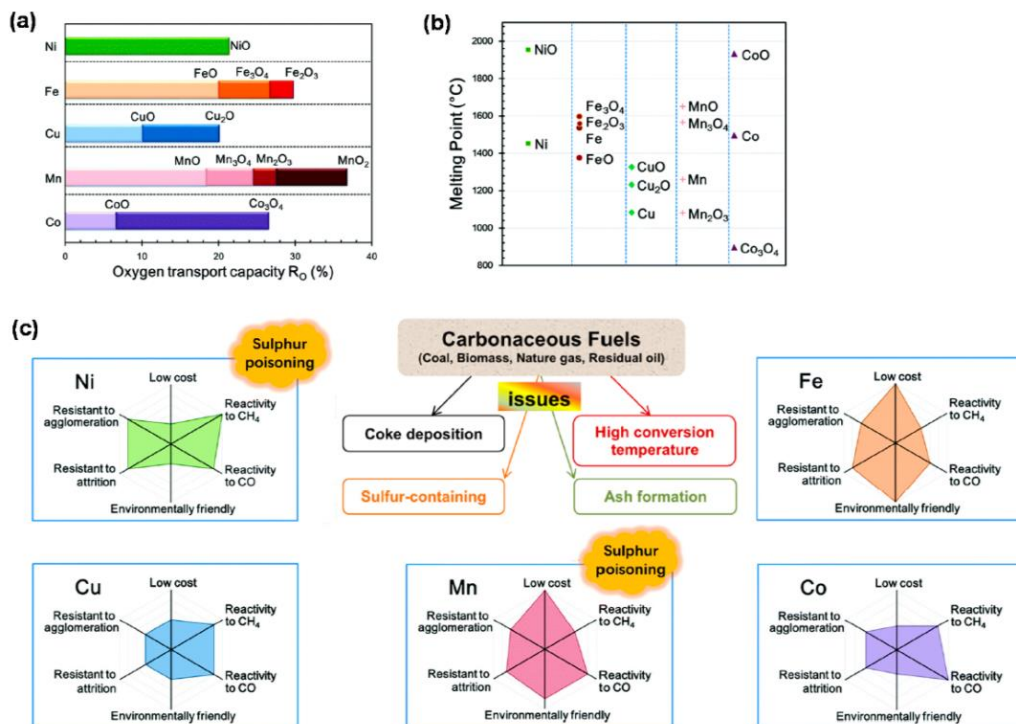 (a)
Ni
NiO
Fe
FeO
Fe₃O₄
Fe₂O₃
Cu
CuO
Cu₂O
Mn
MnO
Mn₃O₄
Mn₂O₃
MnO₂
Co
CoO
Co₃O₄
0
10
20
30
40
Oxygen transport capacity R_O (%)
(b)
Melting Point (°C)
2000
1800
1600
1400
1200
1000
800
NiO
Ni
Fe₃O₄
Fe₂O₃
Fe
FeO
CuO
Cu₂O
Cu
MnO
Mn₃O₄
Mn
Mn₂O₃
CoO
Co
Co₃O₄
(c)
Sulphur
poisoning
Ni
Low cost
Reactivity
to CH₄
Reactivity
to CO
Environmentally friendly
Resistant to
attrition
Resistant to
agglomeration
Carbonaceous Fuels
(Coal, Biomass, Nature gas, Residual oil)
issues
Coke deposition
High conversion
temperature
Sulfur-containing
Ash formation
Fe
Low cost
Reactivity
to CH₄
Reactivity
to CO
Environmentally friendly
Resistant to
attrition
Resistant to
agglomeration
Cu
Low cost
Reactivity to
CH₄
Reactivity
to CO
Environmentally friendly
Resistant to
attrition
Resistant to
agglomeration
Sulphur
poisoning
Mn
Low cost
Reactivity to
CH₄
Reactivity
to CO
Environmentally friendly
Resistant to
attrition
Resistant to
agglomeration
Co
Low cost
Reactivity to
CH₄
Reactivity
to CO
Environmentally friendly
Resistant to
attrition
Resistant to
agglomeration